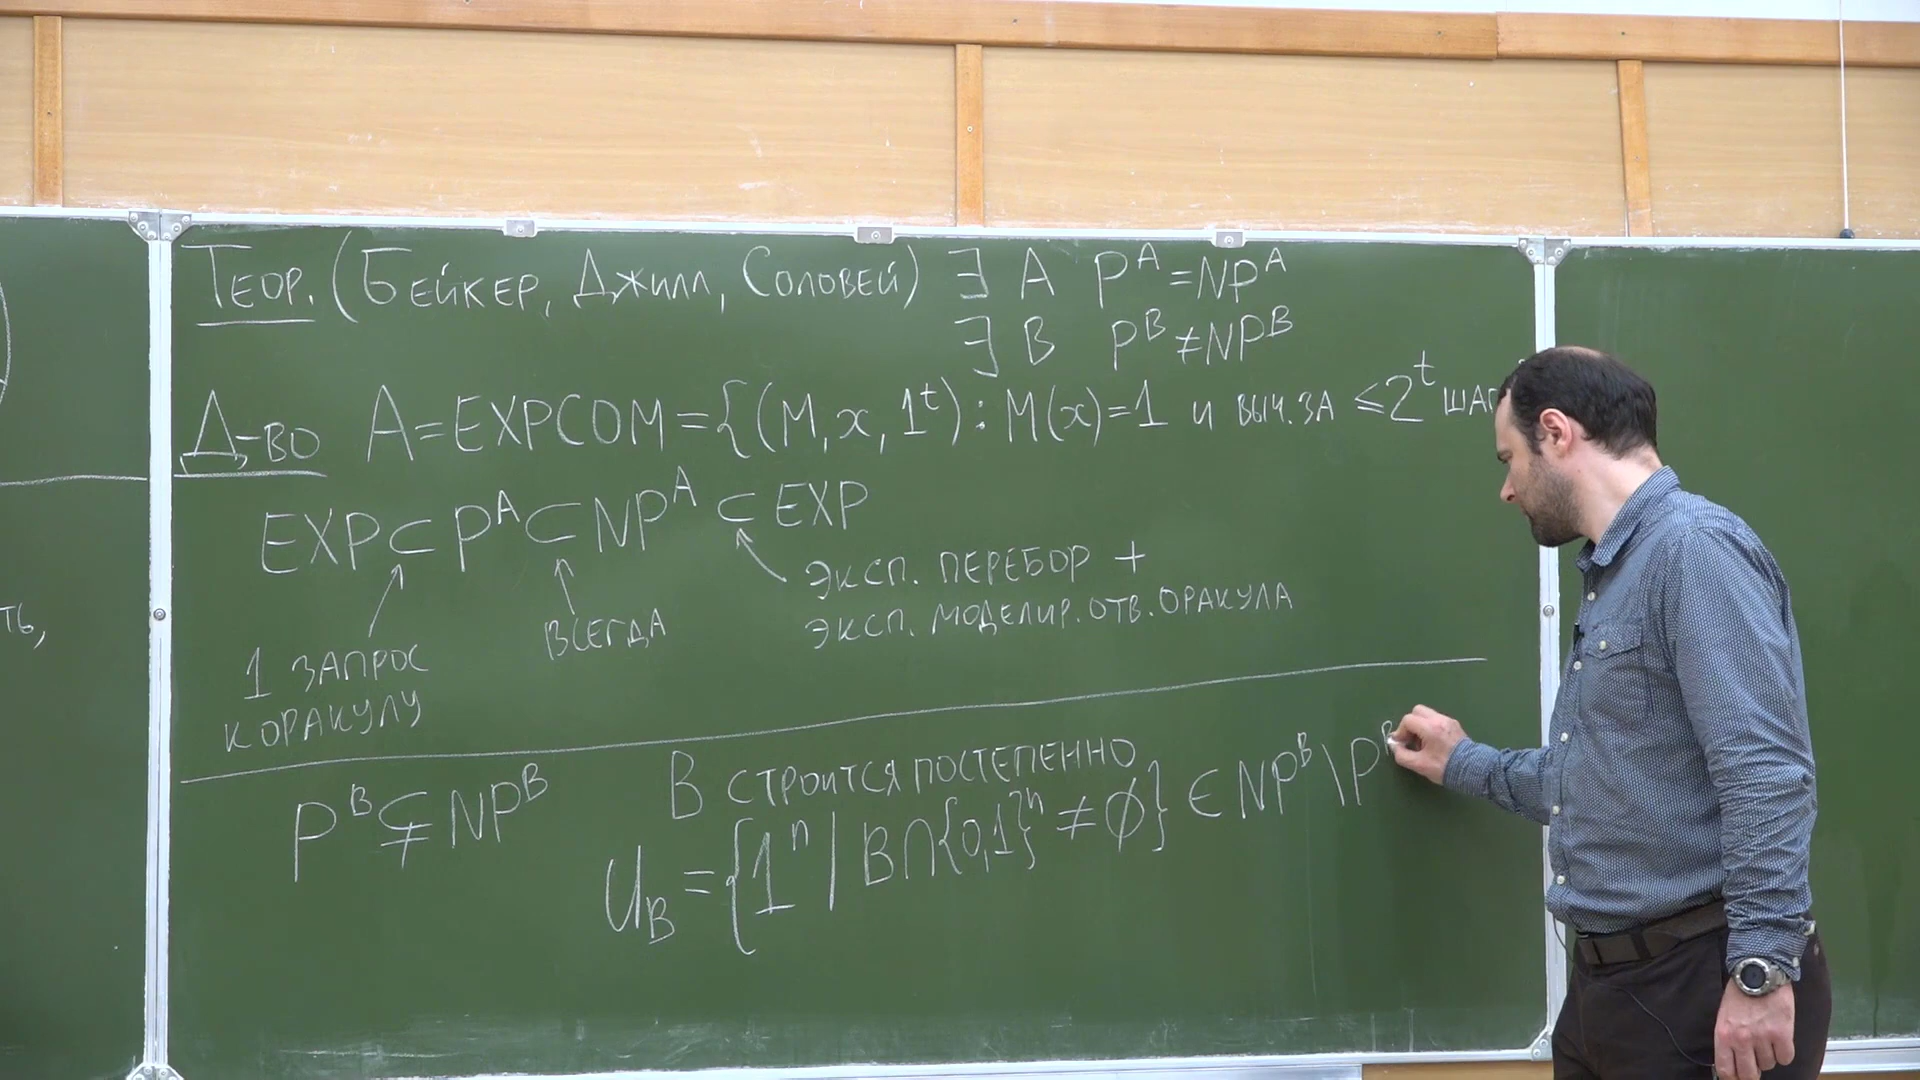 Теор. (Бейкер, Джилл, Соловей) ∃ A P^A = NP^A
∃ B P^B ≠ NP^B
Д-во A = EXPCOM = {(M, x, 1^t) : M(x) = 1 и выч. за ≤ 2^t
EXP ⊂ P^A ⊂ NP^A ⊂ EXP
эксп. перебор +
эксп. моделир. отв. оракула
всегда
1 запрос
к оракулу
P^B ⊊ NP^B
B строится постепенно
U_B = {1^n | B ∩ {0,1}^n ≠ ∅} ∈ NP^B \ P^B
ть,